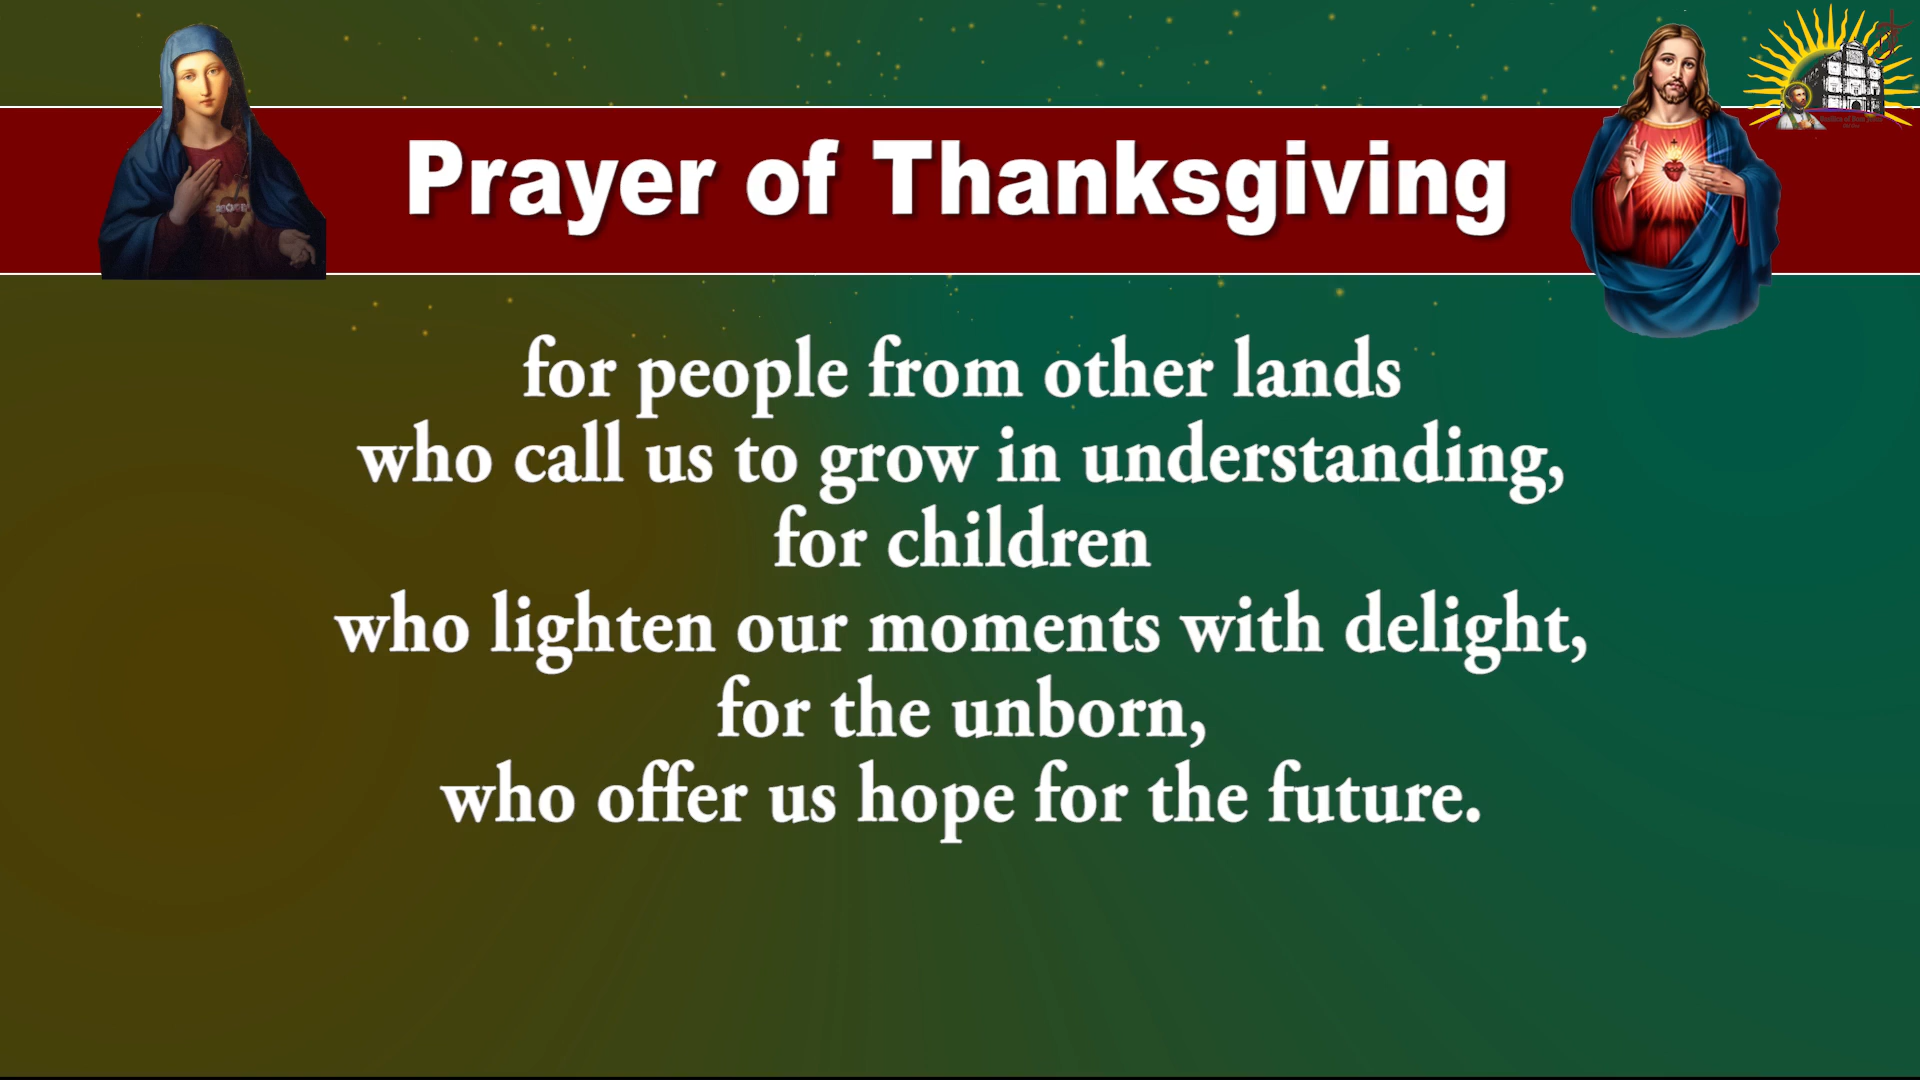 Prayer of Thanksgiving
for people from other lands
who call us to grow in understanding,
for children
who lighten our moments with delight,
for the unborn,
who offer us hope for the future.